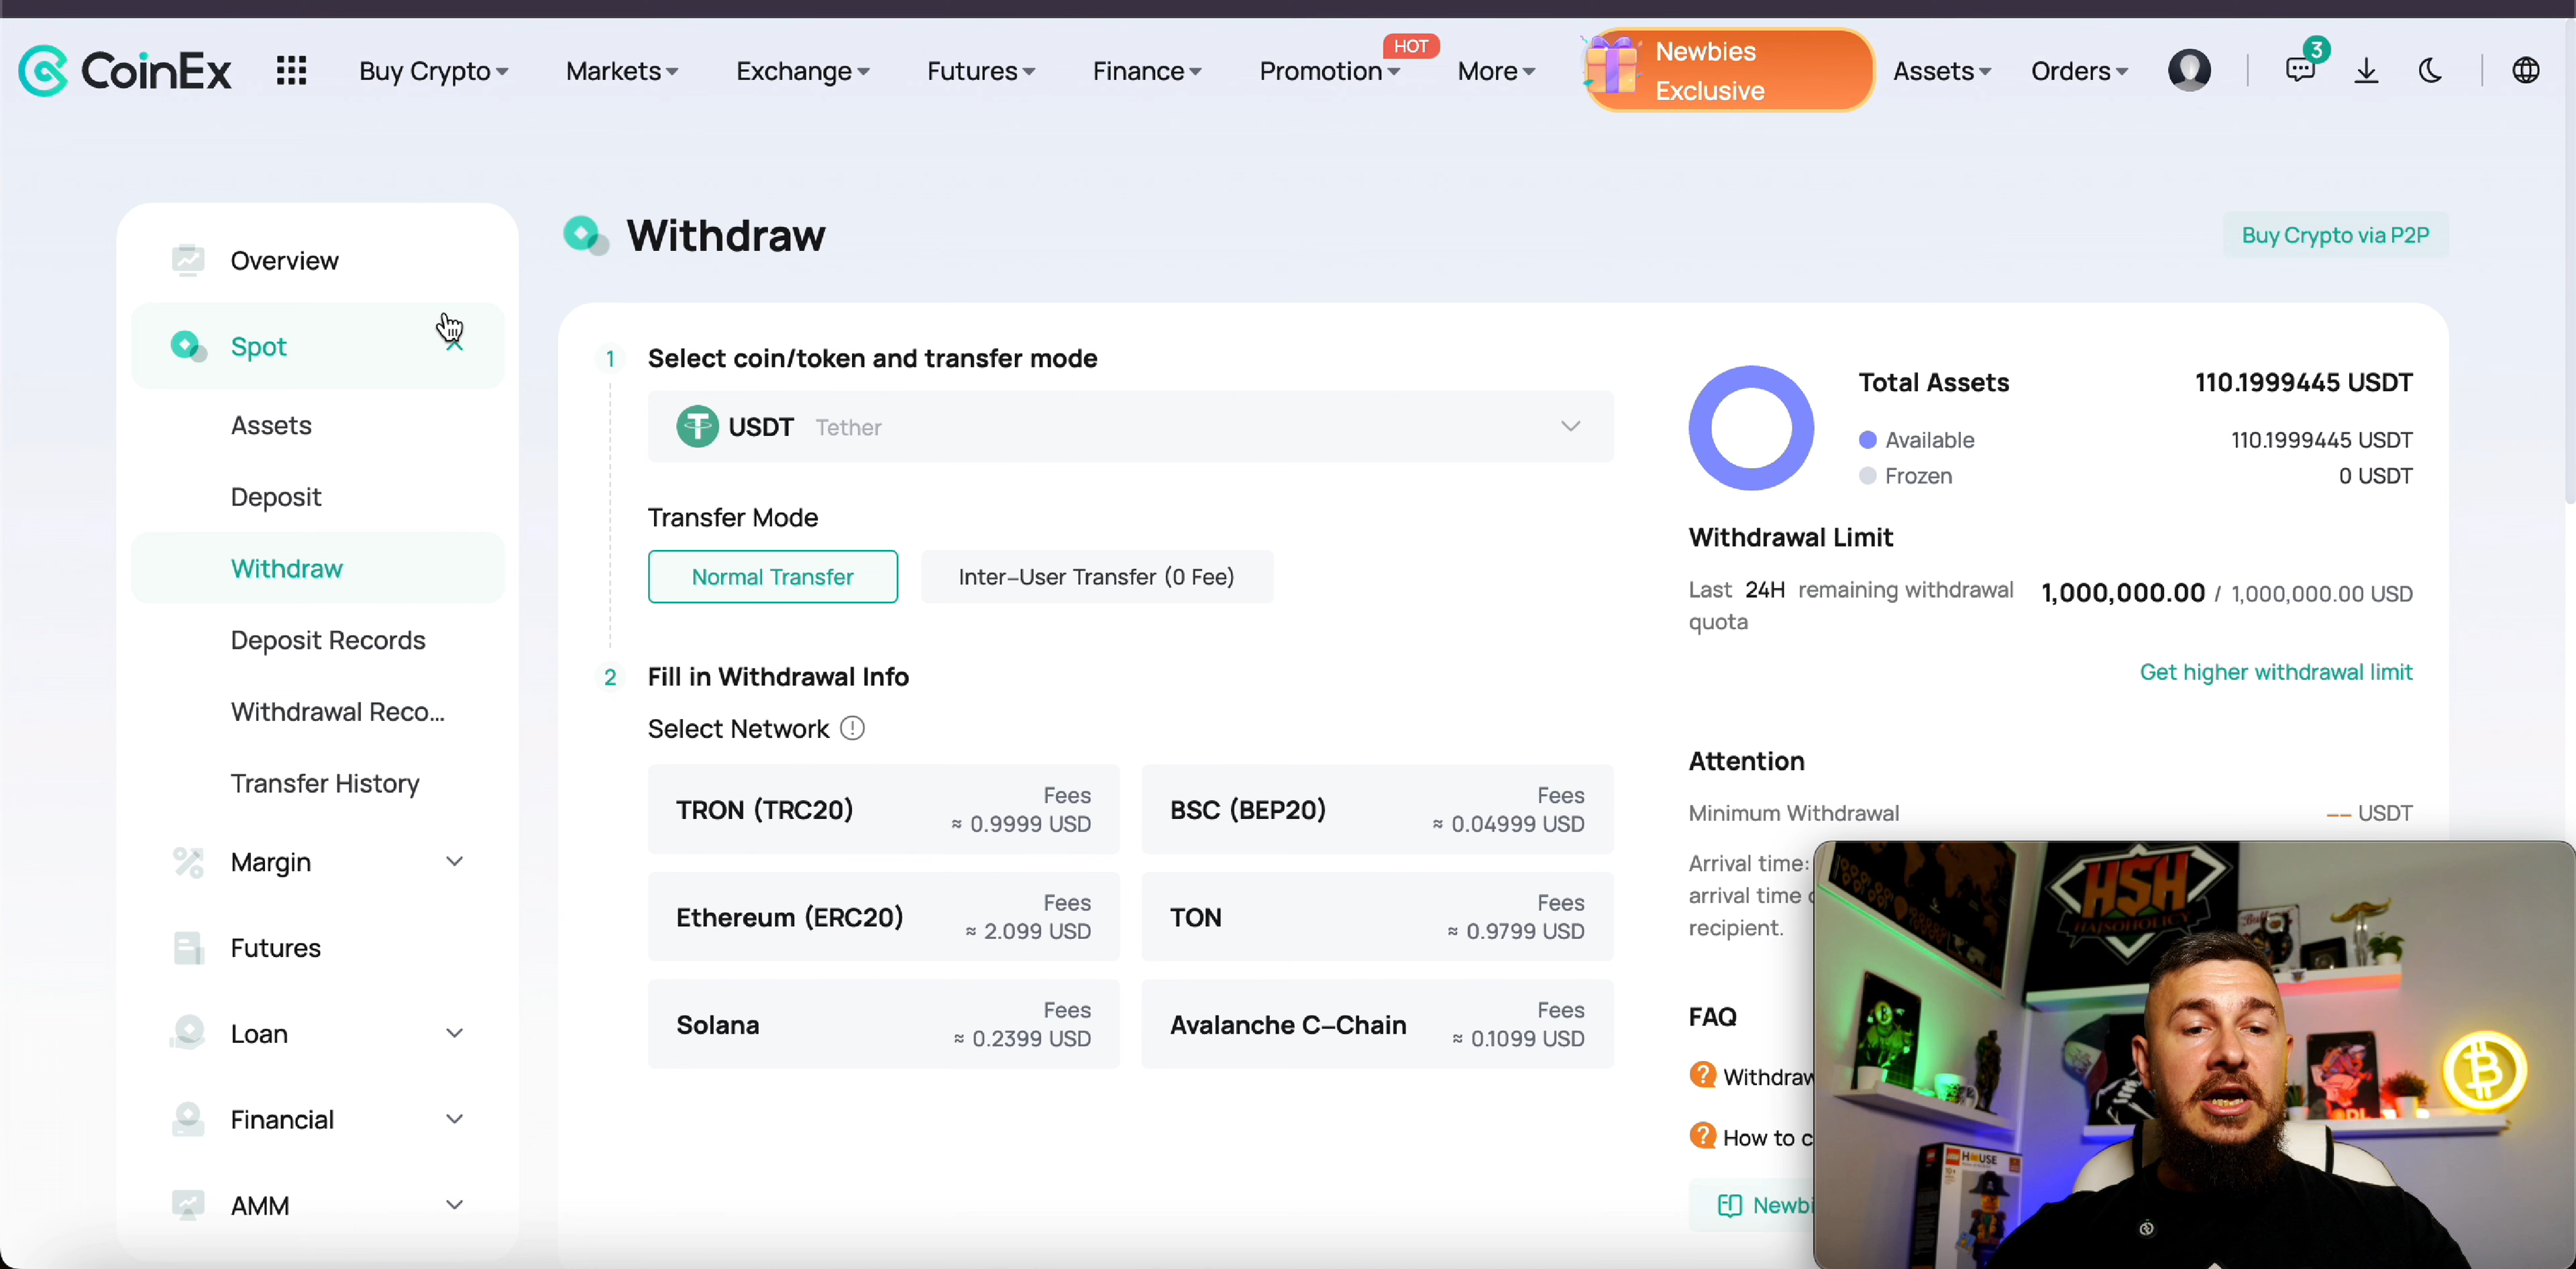 CoinEx
Buy Crypto
Markets
Exchange
Futures
Finance
Promotion
HOT
More
Newbies
Exclusive
Assets
Orders
3
Overview
Spot
Assets
Deposit
Withdraw
Deposit Records
Withdrawal Reco...
Transfer History
Margin
Futures
Loan
Financial
AMM
Withdraw
Buy Crypto via P2P
1 Select coin/token and transfer mode
USDT Tether
Transfer Mode
Normal Transfer
Inter-User Transfer (0 Fee)
2 Fill in Withdrawal Info
Select Network
TRON (TRC20)
Fees
≈ 0.9999 USD
BSC (BEP20)
Fees
≈ 0.04999 USD
Ethereum (ERC20)
Fees
≈ 2.099 USD
TON
Fees
≈ 0.9799 USD
Solana
Fees
≈ 0.2399 USD
Avalanche C-Chain
Fees
≈ 0.1099 USD
Total Assets 110.1999445 USDT
Available 110.1999445 USDT
Frozen 0 USDT
Withdrawal Limit
Last 24H remaining withdrawal 1,000,000.00 / 1,000,000.00 USD
quota
Get higher withdrawal limit
Attention
Minimum Withdrawal -- USDT
Arrival time:
arrival time
recipient.
FAQ
Withdraw
How to c
Newbi
HSH
HAJSOHOLICY
HOUSE